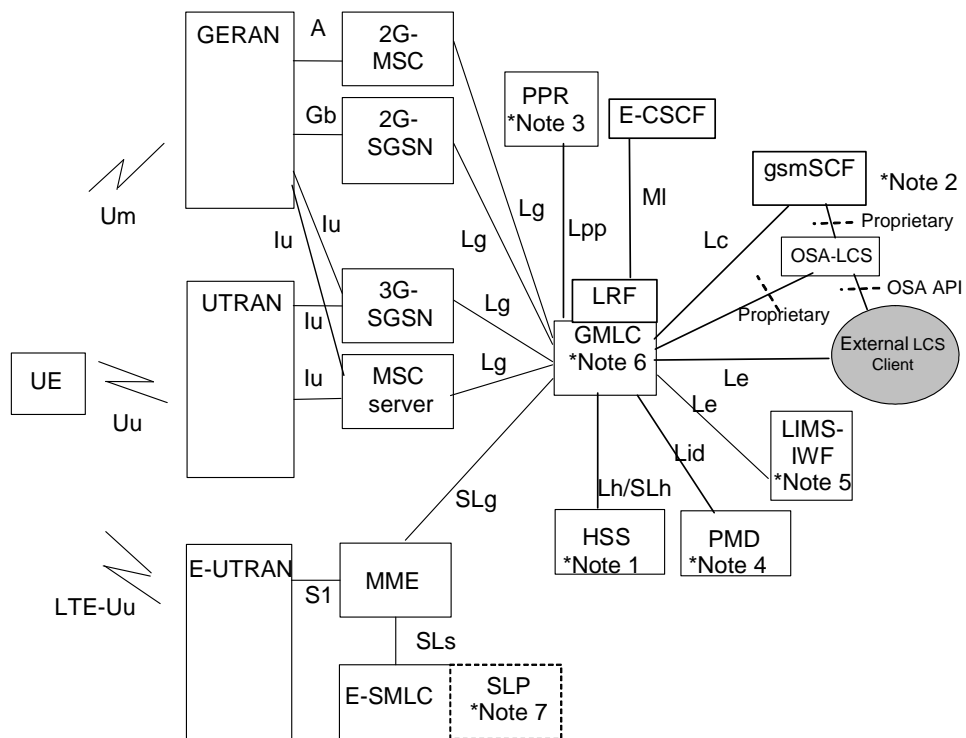 GERAN
A
2G-
MSC
Gb
2G-
SGSN
Um
Iu
Iu
Lg
Lg
PPR
*Note 3
E-CSCF
Lpp
Ml
gsmSCF
*Note 2
Proprietary
Lc
OSA-LCS
OSA API
Proprietary
UTRAN
Iu
3G-
SGSN
Lg
LRF
GMLC
*Note 6
External LCS
Client
UE
Uu
Iu
MSC
server
Lg
Le
Le
LIMS-
IWF
*Note 5
Lid
Lh/SLh
SLg
HSS
*Note 1
PMD
*Note 4
E-UTRAN
LTE-Uu
S1
MME
SLs
E-SMLC
SLP
*Note 7